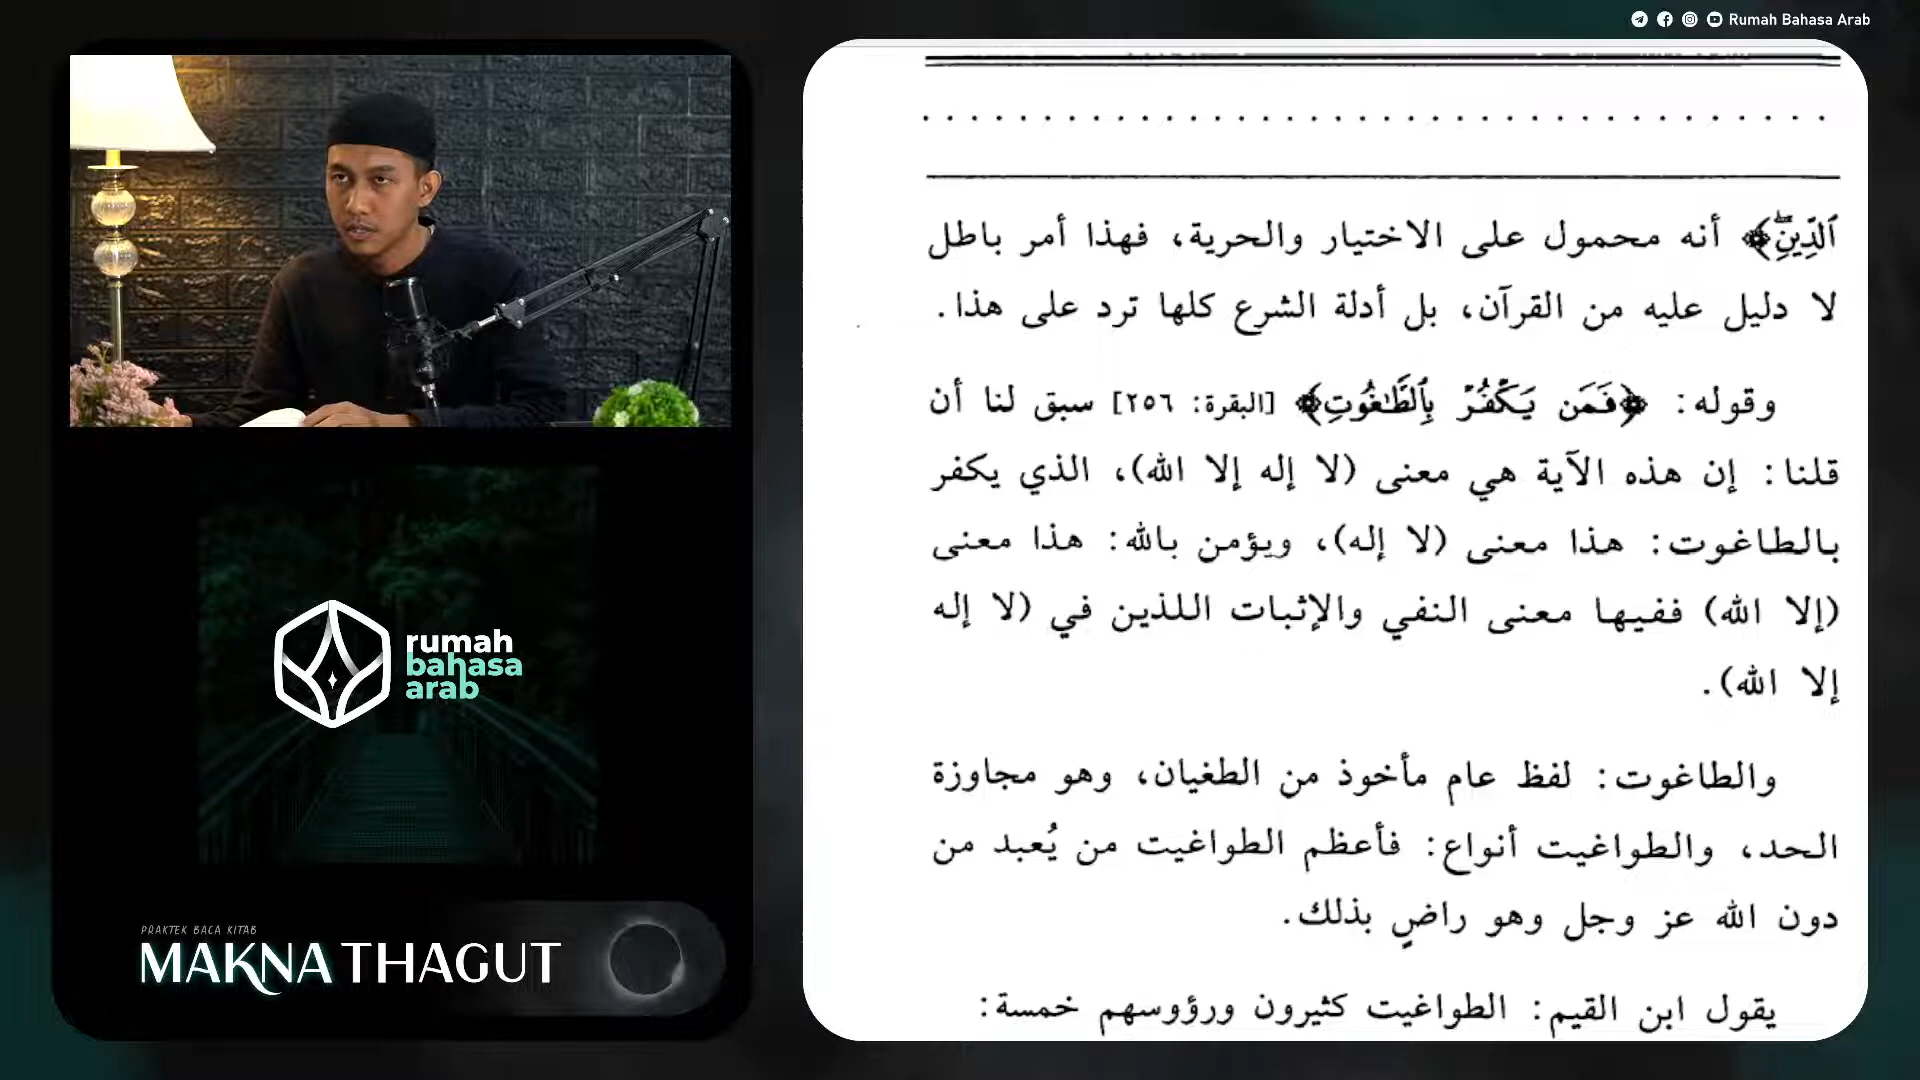 Rumah Bahasa Arab
ٱلدِّينِۖ﴾ أنه محمول على الاختيار والحرية، فهذا أمر باطل
لا دليل عليه من القرآن، بل أدلة الشرع كلها ترد على هذا.
وقوله: ﴿فَمَن يَكْفُرْ بِٱلطَّـٰغُوتِ﴾ [البقرة: ٢٥٦] سبق لنا أن
قلنا: إن هذه الآية هي معنى (لا إله إلا الله)، الذي يكفر
بالطاغوت: هذا معنى (لا إله)، ويؤمن بالله: هذا معنى
(إلا الله) ففيها معنى النفي والإثبات اللذين في (لا إله
إلا الله).
والطاغوت: لفظ عام مأخوذ من الطغيان، وهو مجاوزة
الحد، والطواغيت أنواع: فأعظم الطواغيت من يُعبد من
دون الله عز وجل وهو راضٍ بذلك.
يقول ابن القيم: الطواغيت كثيرون ورؤوسهم خمسة:
rumah
bahasa
arab
PRAKTEK BACA KITAB
MAKNA THAGUT